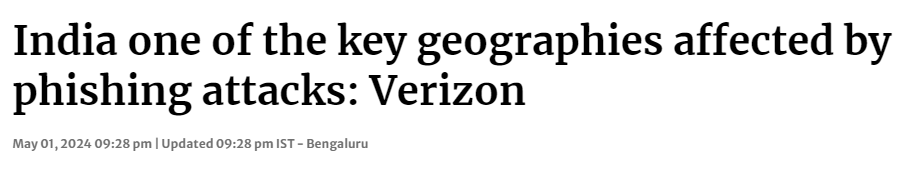 India one of the key geographies affected by
phishing attacks: Verizon
May 01, 2024 09:28 pm | Updated 09:28 pm IST - Bengaluru